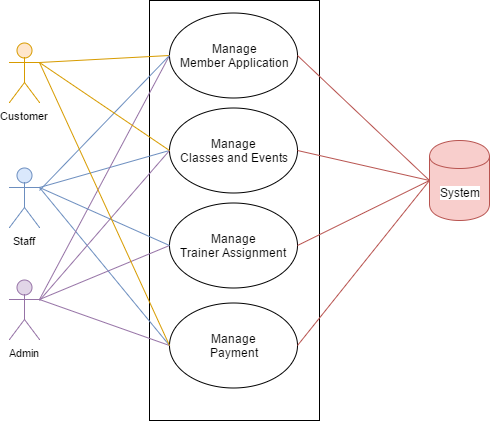 Manage
Member Application
Customer
Manage
Classes and Events
System
Staff
Manage
Trainer Assignment
Manage
Payment
Admin